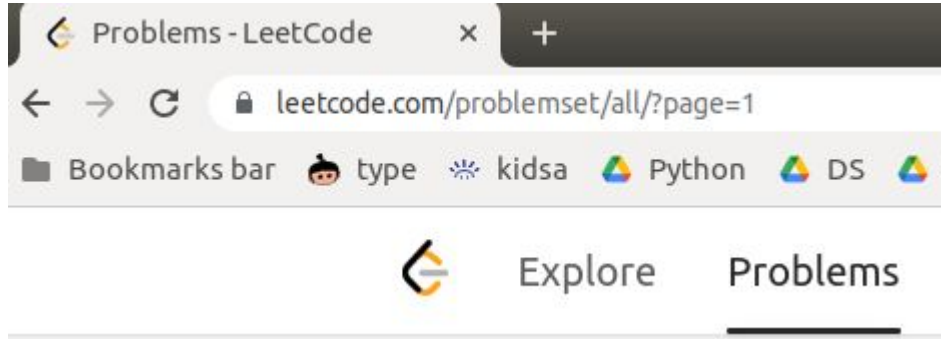 Problems - LeetCode
leetcode.com/problemset/all/?page=1
Bookmarks bar type kidsa Python DS
Explore Problems